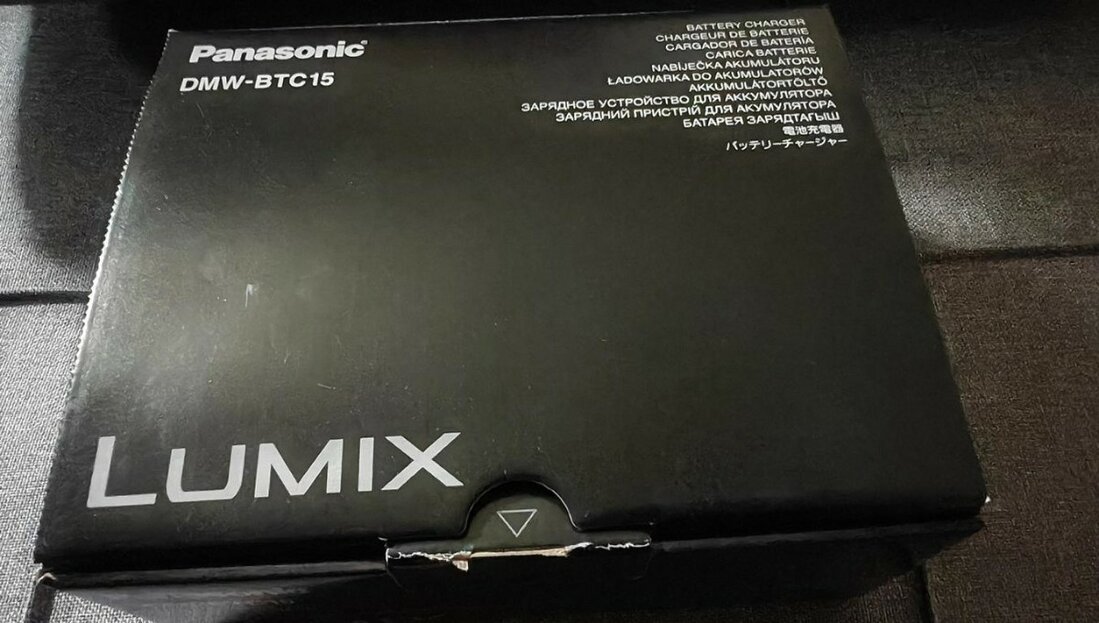 Panasonic
DMW-BTC15
BATTERY CHARGER
CHARGEUR DE BATTERIE
CARGADOR DE BATERÍA
CARICA BATTERIE
NABÍJEČKA AKUMULÁTORU
ŁADOWARKA DO AKUMULATORÓW
AKKUMULÁTORTÖLTŐ
ЗАРЯДНОЕ УСТРОЙСТВО ДЛЯ АККУМУЛЯТОРА
ЗАРЯДНИЙ ПРИСТРІЙ ДЛЯ АКУМУЛЯТОРА
БАТАРЕЯ ЗАРЯДТАҒЫШ
電池充電器
バッテリーチャージャー
LUMIX